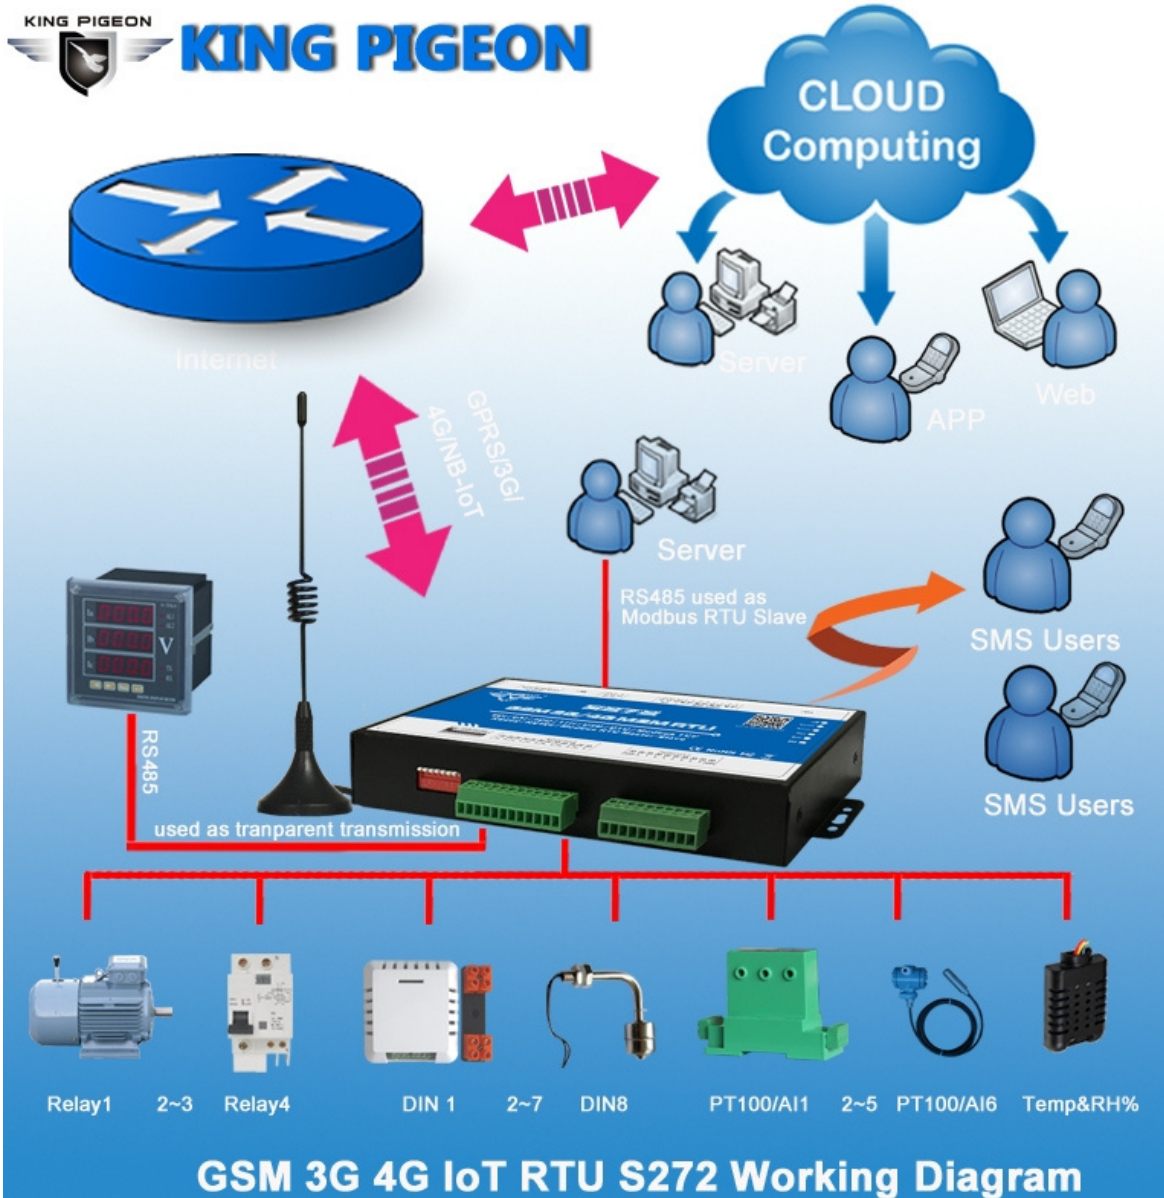 KING PIGEON
KING PIGEON
CLOUD
Computing
Internet
Server
APP
Web
GPRS/3G/
4G/NB-IoT
Server
RS485 used as
Modbus RTU Slave
SMS Users
SMS Users
V
RS485
used as tranparent transmission
Relay1 2~3 Relay4 DIN 1 2~7 DIN8 PT100/AI1 2~5 PT100/AI6 Temp&RH%
GSM 3G 4G IoT RTU S272 Working Diagram